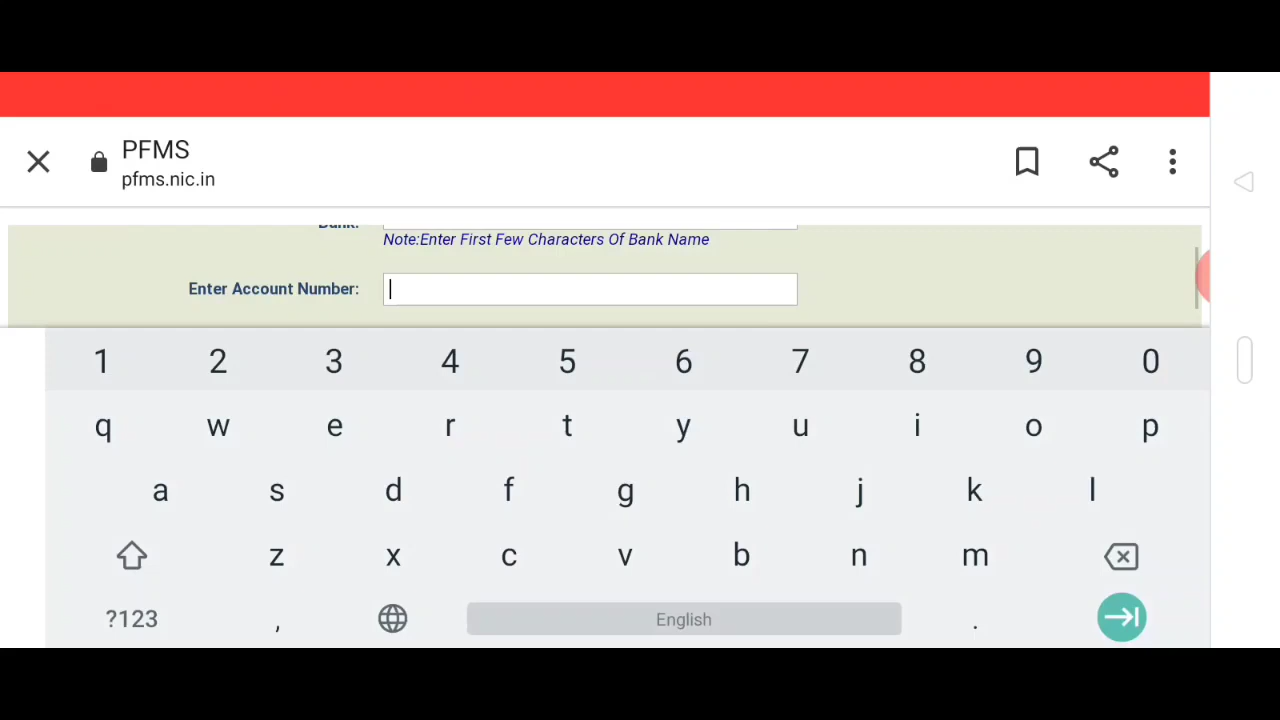 PFMS
pfms.nic.in
Bank:
Note:Enter First Few Characters Of Bank Name
Enter Account Number:
1 2 3 4 5 6 7 8 9 0
q w e r t y u i o p
a s d f g h j k l
z x c v b n m
?123 , English .